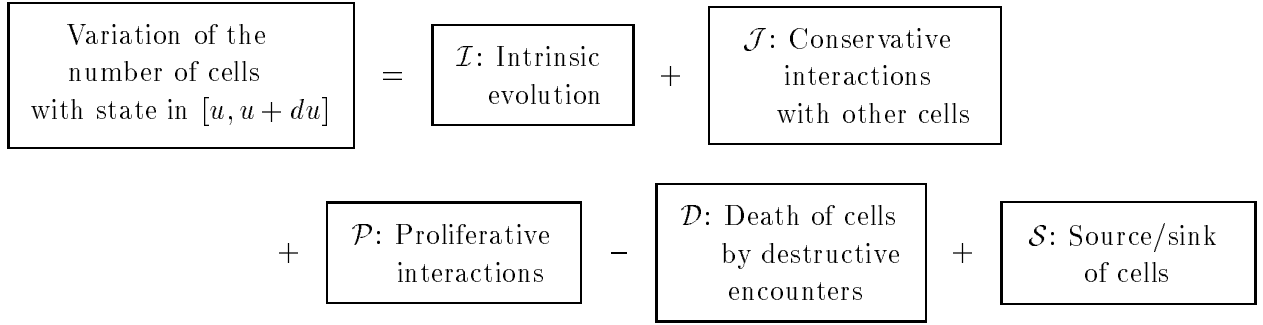 Variation of the
number of cells
with state in [u, u + du]
=
𝓘: Intrinsic
evolution
+
𝓙: Conservative
interactions
with other cells
+
𝓟: Proliferative
interactions
−
𝓓: Death of cells
by destructive
encounters
+
𝓢: Source/sink
of cells